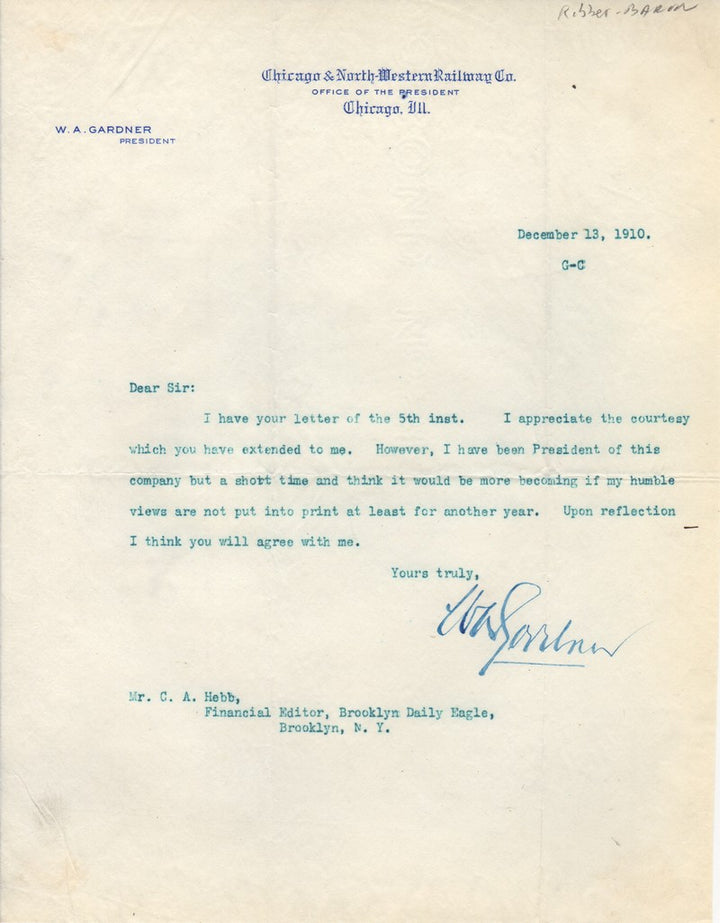 Robber-BARON
Chicago & North-Western Railway Co.
OFFICE OF THE PRESIDENT
Chicago, Ill.
W. A. GARDNER
PRESIDENT
December 13, 1910.
G-C
Dear Sir:
I have your letter of the 5th inst. I appreciate the courtesy
which you have extended to me. However, I have been President of this
company but a short time and think it would be more becoming if my humble
views are not put into print at least for another year. Upon reflection
I think you will agree with me.
Yours truly,
WAGardner
Mr. C. A. Hebb,
Financial Editor, Brooklyn Daily Eagle,
Brooklyn, N. Y.